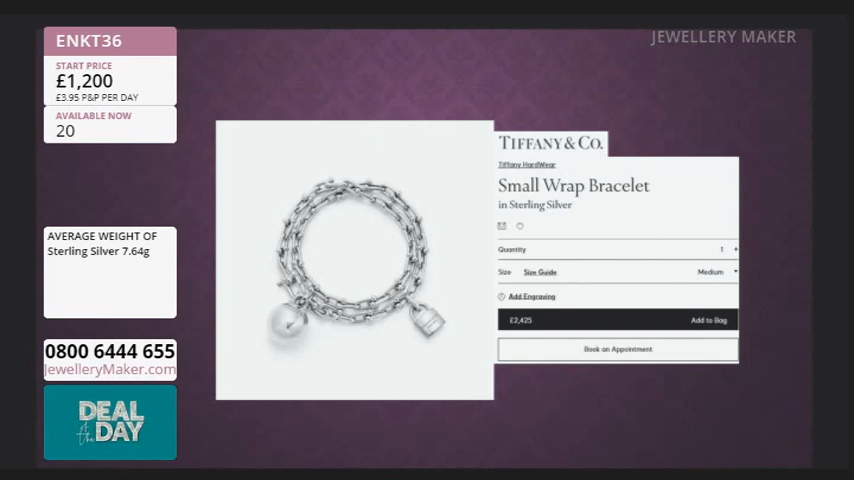 ENKT36
START PRICE
£1,200
£3.95 P&P PER DAY
AVAILABLE NOW
20
AVERAGE WEIGHT OF
Sterling Silver 7.64g
0800 6444 655
JewelleryMaker.com
DEAL
of the
DAY
JEWELLERY MAKER
TIFFANY & CO.
Tiffany HardWear
Small Wrap Bracelet
in Sterling Silver
Quantity 1 +
Size Size Guide Medium
Add Engraving
£2,425 Add to Bag
Book an Appointment